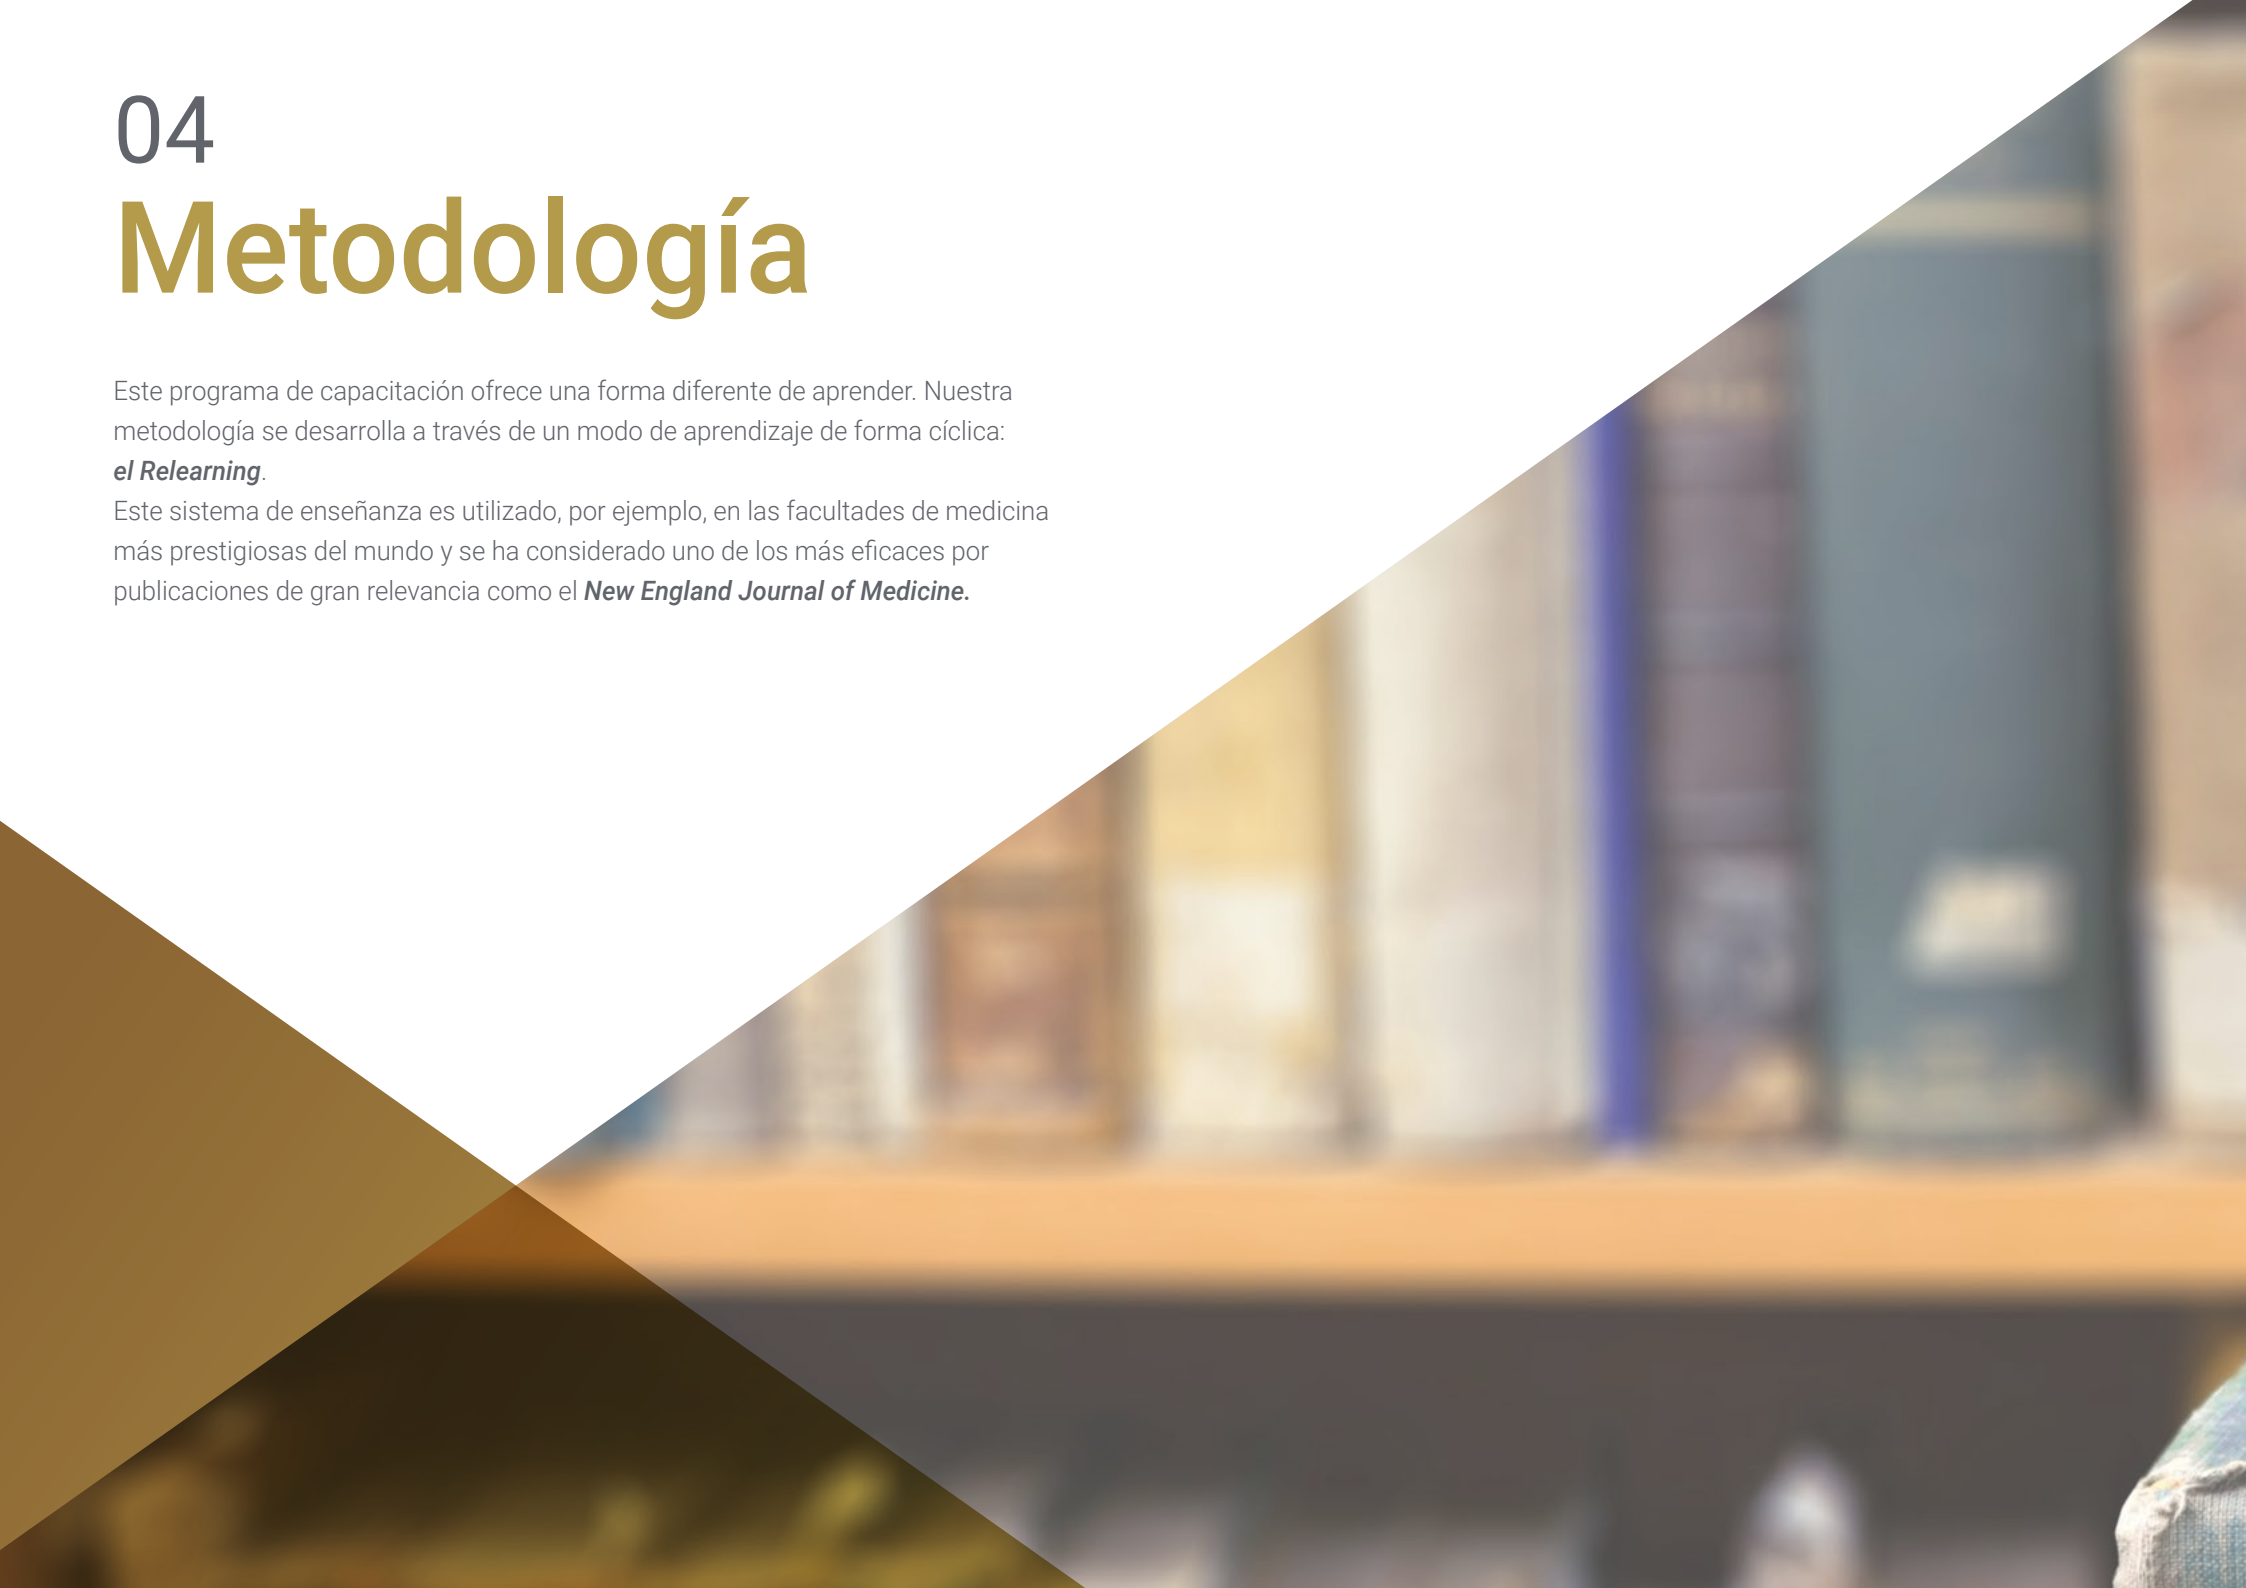 04
Metodología
Este programa de capacitación ofrece una forma diferente de aprender. Nuestra
metodología se desarrolla a través de un modo de aprendizaje de forma cíclica:
el Relearning.
Este sistema de enseñanza es utilizado, por ejemplo, en las facultades de medicina
más prestigiosas del mundo y se ha considerado uno de los más eficaces por
publicaciones de gran relevancia como el New England Journal of Medicine.